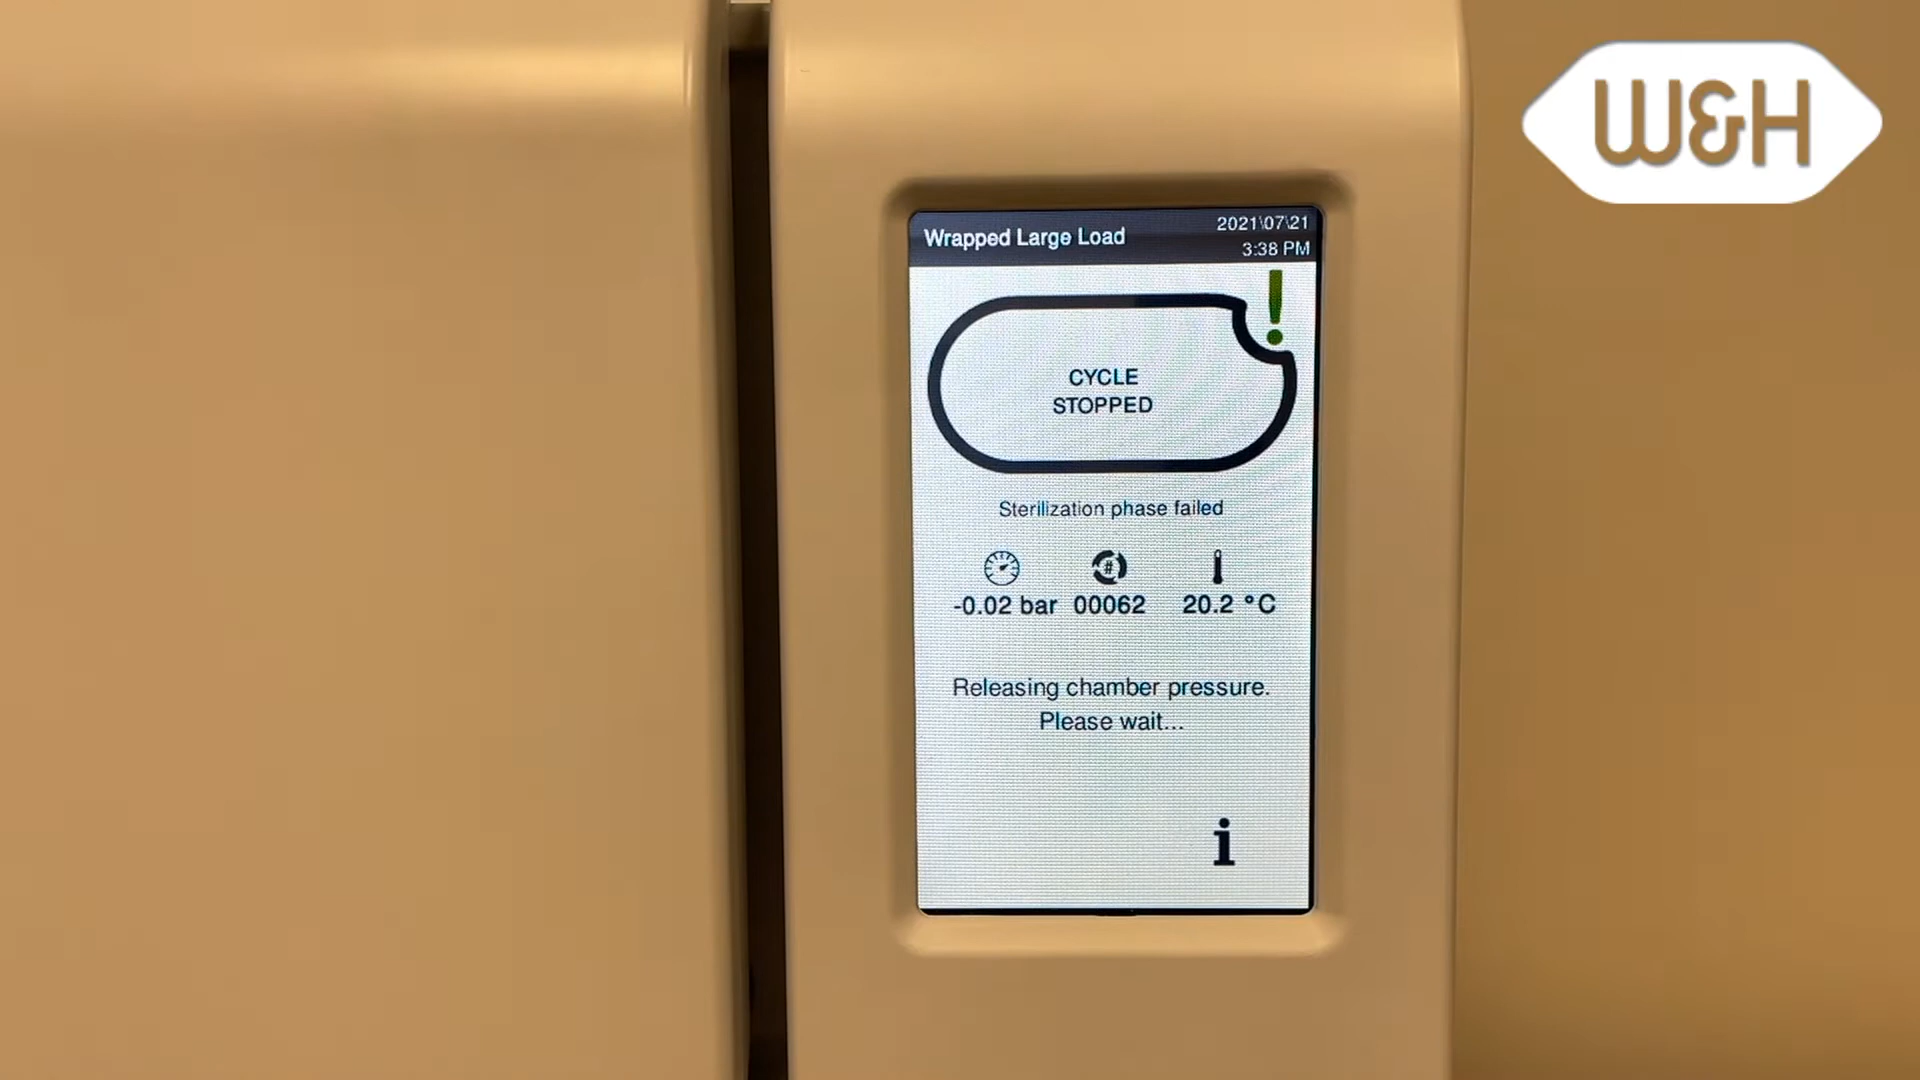 W&H
Wrapped Large Load
2021\07\21
3:38 PM
!
CYCLE
STOPPED
Sterilization phase failed
#
-0.02 bar 00062 20.2 °C
Releasing chamber pressure.
Please wait...
i